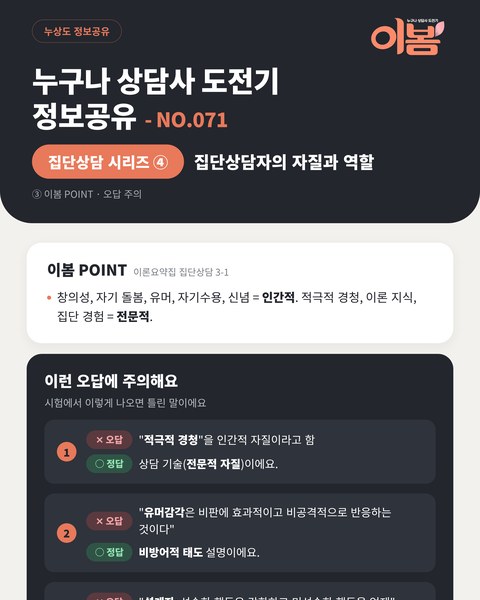 누상도 정보공유
누구나 상담사 도전기
이봄
누구나 상담사 도전기
정보공유 - NO.071
집단상담 시리즈 ④ 집단상담자의 자질과 역할
③ 이봄 POINT · 오답 주의
이봄 POINT 이론요약집 집단상담 3-1
• 창의성, 자기 돌봄, 유머, 자기수용, 신념 = 인간적. 적극적 경청, 이론 지식,
집단 경험 = 전문적.
이런 오답에 주의해요
시험에서 이렇게 나오면 틀린 말이에요
1
× 오답 "적극적 경청"을 인간적 자질이라고 함
○ 정답 상담 기술(전문적 자질)이에요.
2
× 오답 "유머감각은 비판에 효과적이고 비공격적으로 반응하는
것이다"
○ 정답 비방어적 태도 설명이에요.